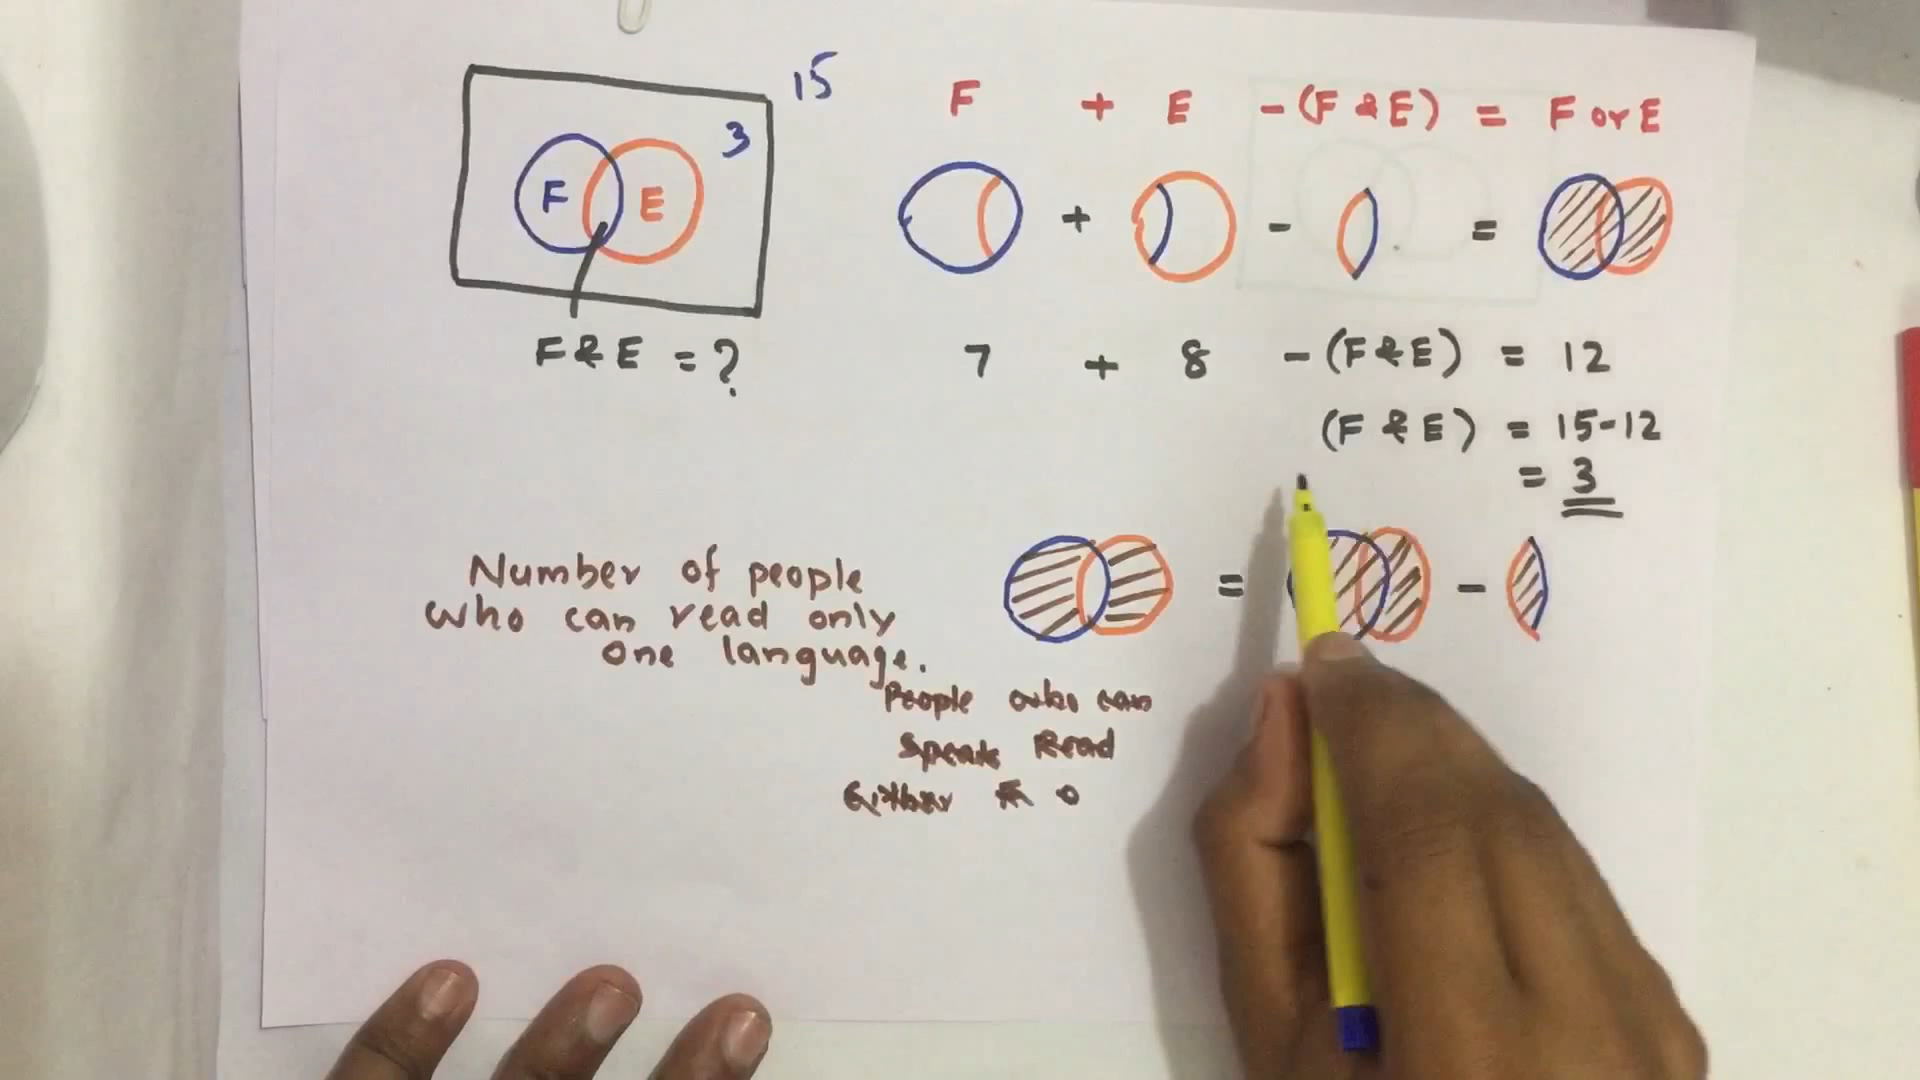 15
3
F E
F & E = ?
F + E - (F & E) = F or E
+ - =
7 + 8 - (F & E) = 12
(F & E) = 15-12
= 3
Number of people
who can read only
one language.
= -
People who can
Speak Read
Either F o